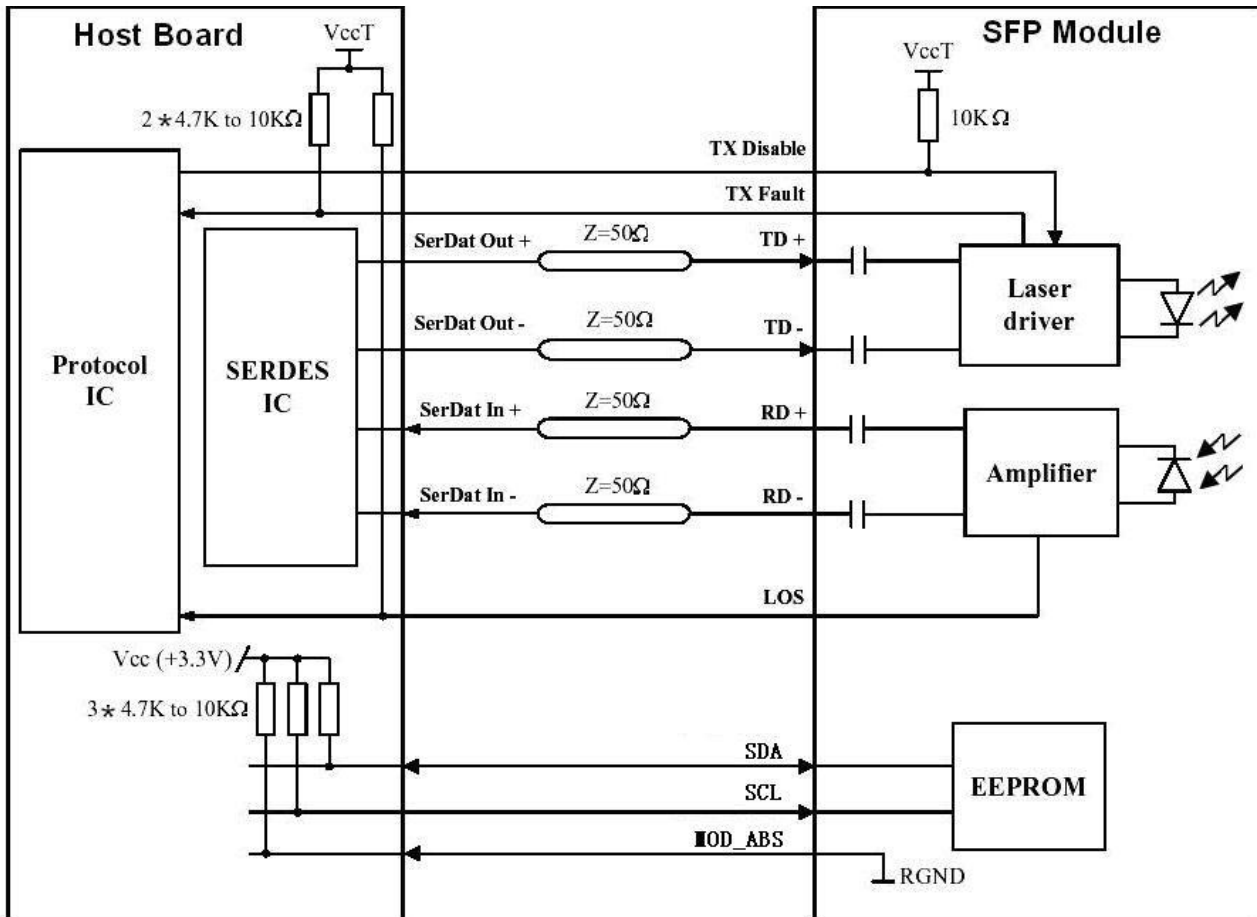 Host Board
SFP Module
VccT
VccT
2*4.7K to 10KΩ
10KΩ
TX Disable
TX Fault
SerDat Out +
Z=50Ω
TD +
Laser
driver
SerDat Out -
Z=50Ω
TD -
Protocol
IC
SERDES
IC
SerDat In +
Z=50Ω
RD +
Amplifier
SerDat In -
Z=50Ω
RD -
LOS
Vcc (+3.3V)
3* 4.7K to 10KΩ
SDA
SCL
EEPROM
MOD_ABS
RGND